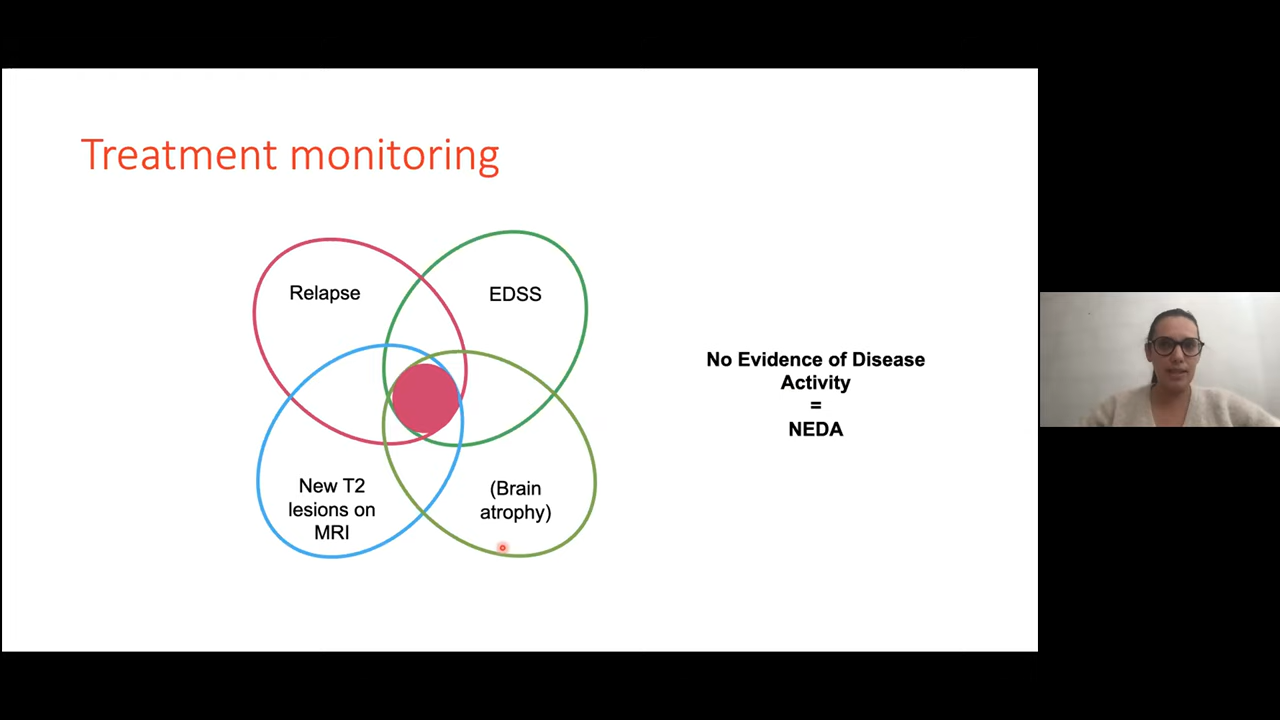 Treatment monitoring
Relapse
EDSS
New T2
lesions on
MRI
(Brain
atrophy)
No Evidence of Disease
Activity
=
NEDA